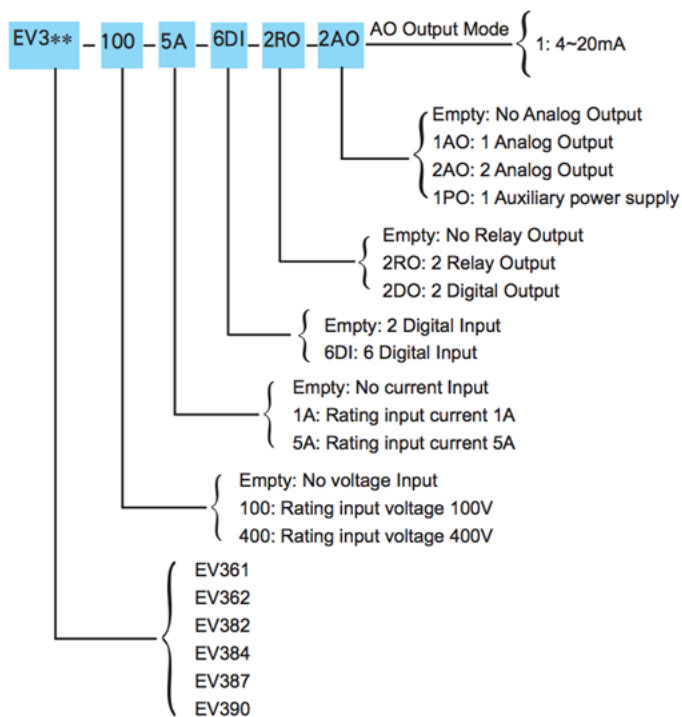 EV3** - 100 - 5A - 6DI - 2RO - 2AO AO Output Mode
1: 4~20mA
Empty: No Analog Output
1AO: 1 Analog Output
2AO: 2 Analog Output
1PO: 1 Auxiliary power supply
Empty: No Relay Output
2RO: 2 Relay Output
2DO: 2 Digital Output
Empty: 2 Digital Input
6DI: 6 Digital Input
Empty: No current Input
1A: Rating input current 1A
5A: Rating input current 5A
Empty: No voltage Input
100: Rating input voltage 100V
400: Rating input voltage 400V
EV361
EV362
EV382
EV384
EV387
EV390